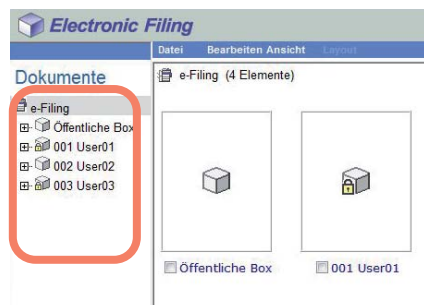 Electronic Filing
Datei Bearbeiten Ansicht Layout
Dokumente
e-Filing
Öffentliche Box
001 User01
002 User02
003 User03
e-Filing (4 Elemente)
Öffentliche Box
001 User01